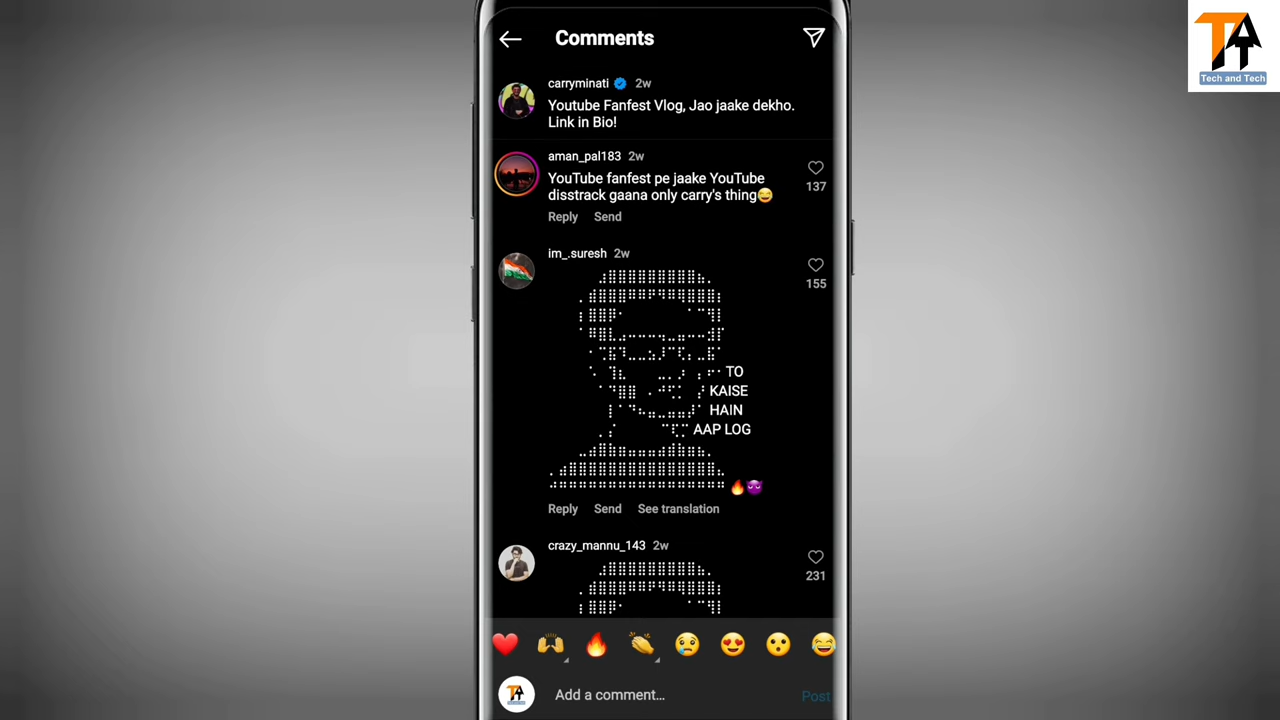 Comments
carryminati 2w
Youtube Fanfest Vlog, Jao jaake dekho.
Link in Bio!
aman_pal183 2w
YouTube fanfest pe jaake YouTube
disstrack gaana only carry's thing😂
137
Reply Send
im_.suresh 2w
155
TO
KAISE
HAIN
AAP LOG
🔥😈
Reply Send See translation
crazy_mannu_143 2w
231
Add a comment...
Post
TAT
Tech and Tech